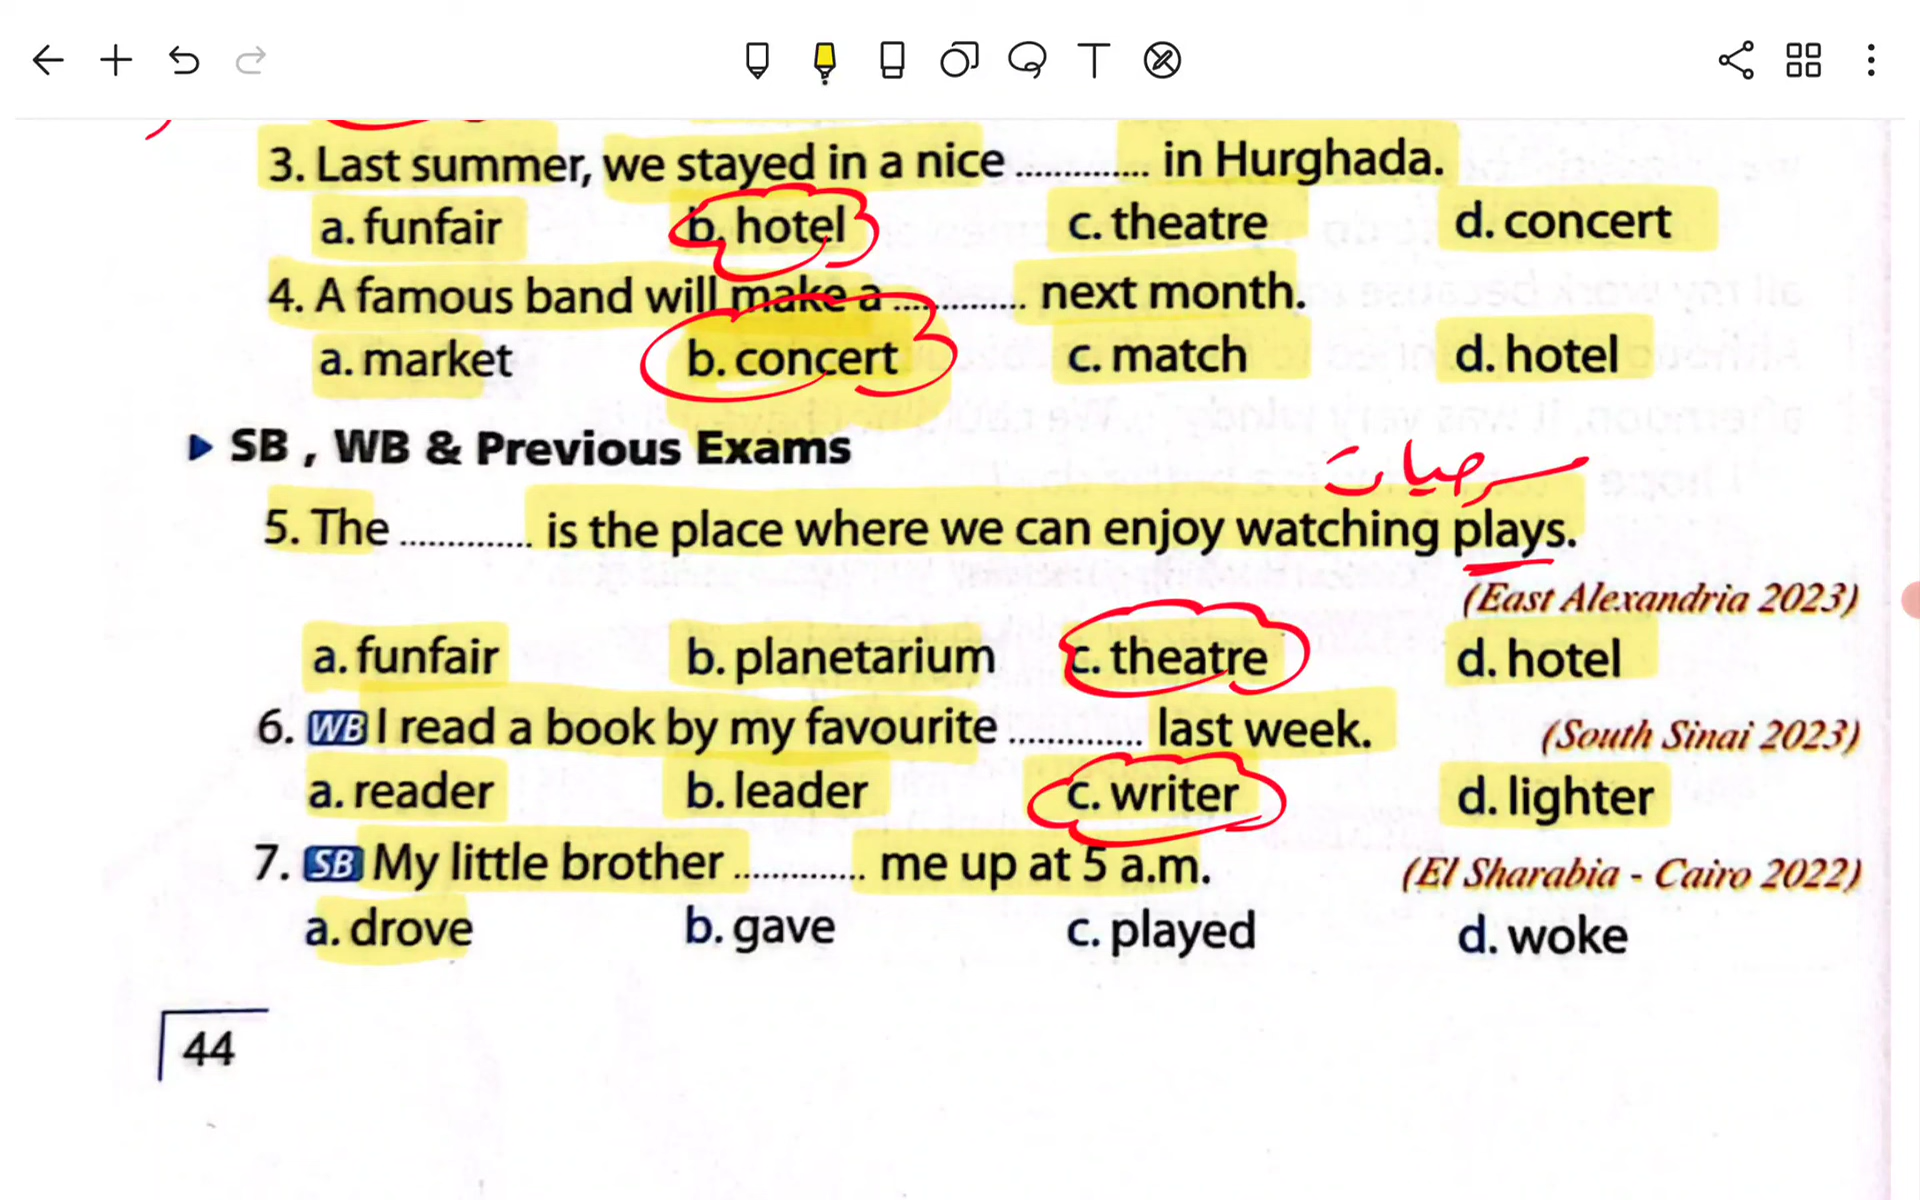 3. Last summer, we stayed in a nice .............. in Hurghada.
a. funfair b. hotel c. theatre d. concert
4. A famous band will make a .............. next month.
a. market b. concert c. match d. hotel
SB , WB & Previous Exams
مسرحيات
5. The .............. is the place where we can enjoy watching plays.
(East Alexandria 2023)
a. funfair b. planetarium c. theatre d. hotel
6. WB I read a book by my favourite .............. last week. (South Sinai 2023)
a. reader b. leader c. writer d. lighter
7. SB My little brother .............. me up at 5 a.m. (El Sharabia - Cairo 2022)
a. drove b. gave c. played d. woke
44